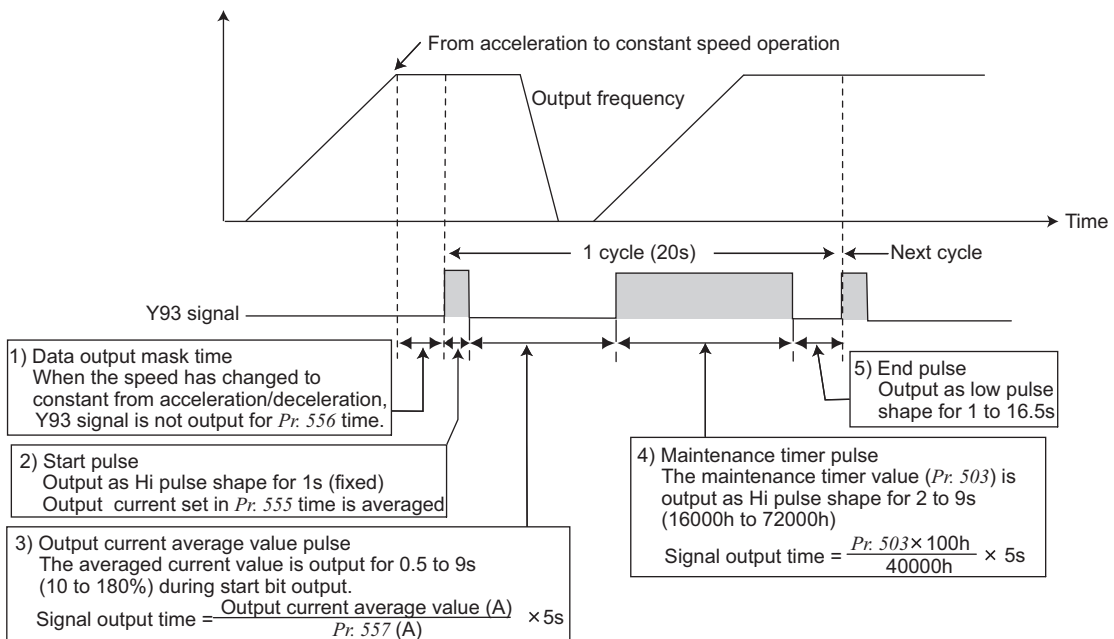 From acceleration to constant speed operation
Output frequency
Time
1 cycle (20s)
Next cycle
Y93 signal
1) Data output mask time
When the speed has changed to
constant from acceleration/deceleration,
Y93 signal is not output for Pr. 556 time.
2) Start pulse
Output as Hi pulse shape for 1s (fixed)
Output current set in Pr. 555 time is averaged
3) Output current average value pulse
The averaged current value is output for 0.5 to 9s
(10 to 180%) during start bit output.
Signal output time = Output current average value (A) / Pr. 557 (A) × 5s
4) Maintenance timer pulse
The maintenance timer value (Pr. 503) is
output as Hi pulse shape for 2 to 9s
(16000h to 72000h)
Signal output time = Pr. 503 × 100h / 40000h × 5s
5) End pulse
Output as low pulse
shape for 1 to 16.5s